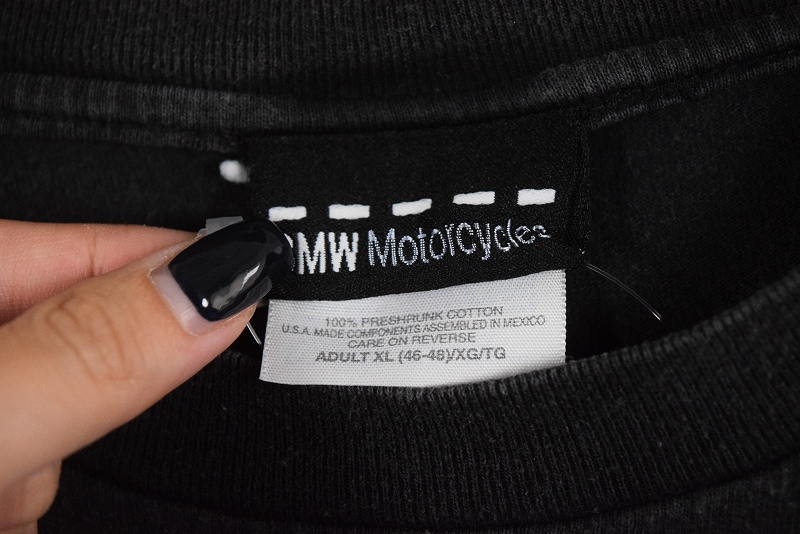 BMW Motorcycles
100% PRESHRUNK COTTON
U.S.A. MADE COMPONENTS ASSEMBLED IN MEXICO
CARE ON REVERSE
ADULT XL (46-48)/XG/TG